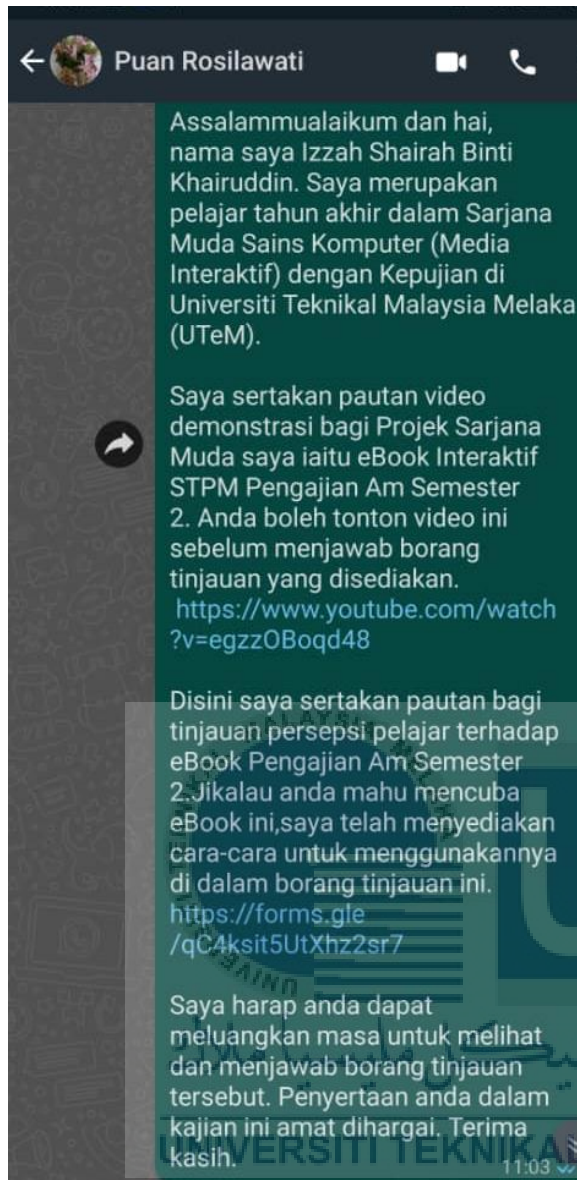 Puan Rosilawati
Assalammualaikum dan hai,
nama saya Izzah Shairah Binti
Khairuddin. Saya merupakan
pelajar tahun akhir dalam Sarjana
Muda Sains Komputer (Media
Interaktif) dengan Kepujian di
Universiti Teknikal Malaysia Melaka
(UTeM).
Saya sertakan pautan video
demonstrasi bagi Projek Sarjana
Muda saya iaitu eBook Interaktif
STPM Pengajian Am Semester
2. Anda boleh tonton video ini
sebelum menjawab borang
tinjauan yang disediakan.
https://www.youtube.com/watch
?v=egzzOBoqd48
Disini saya sertakan pautan bagi
tinjauan persepsi pelajar terhadap
eBook Pengajian Am Semester
2.Jikalau anda mahu mencuba
eBook ini,saya telah menyediakan
cara-cara untuk menggunakannya
di dalam borang tinjauan ini.
https://forms.gle
/qC4ksit5UtXhz2sr7
Saya harap anda dapat
meluangkan masa untuk melihat
dan menjawab borang tinjauan
tersebut. Penyertaan anda dalam
kajian ini amat dihargai. Terima
kasih.
11:03
UNIVERSITI TEKNIKAL